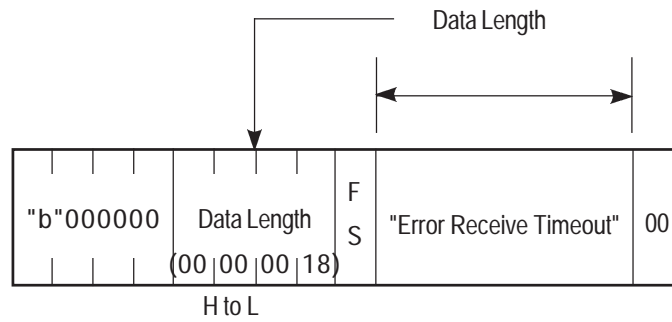 Data Length
"b"000000
Data Length
(00 00 00 18)
F
S
"Error Receive Timeout"
00
H to L